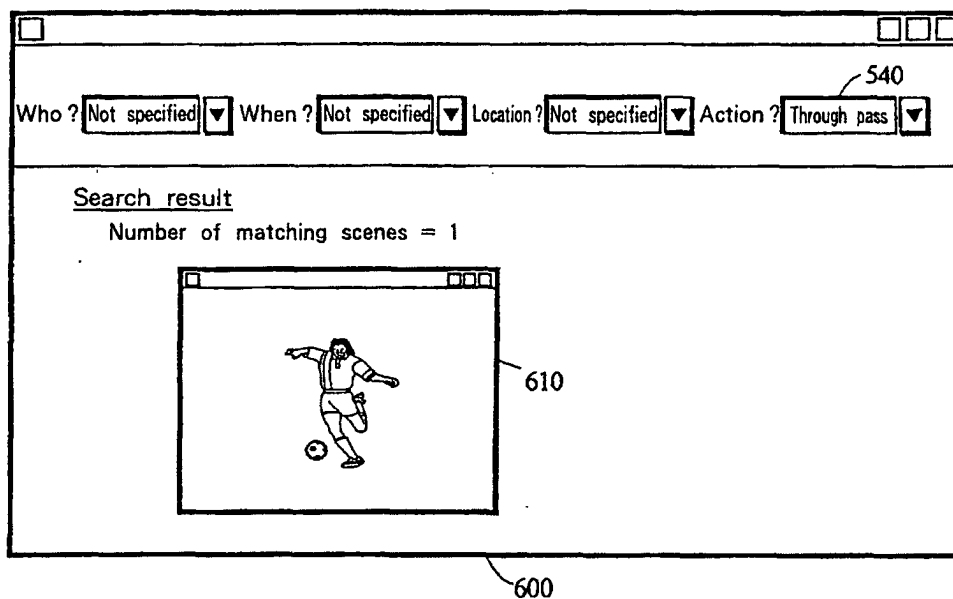 540
Who ? Not specified ▼ When ? Not specified ▼ Location ? Not specified ▼ Action ? Through pass ▼
Search result
Number of matching scenes = 1
610
600